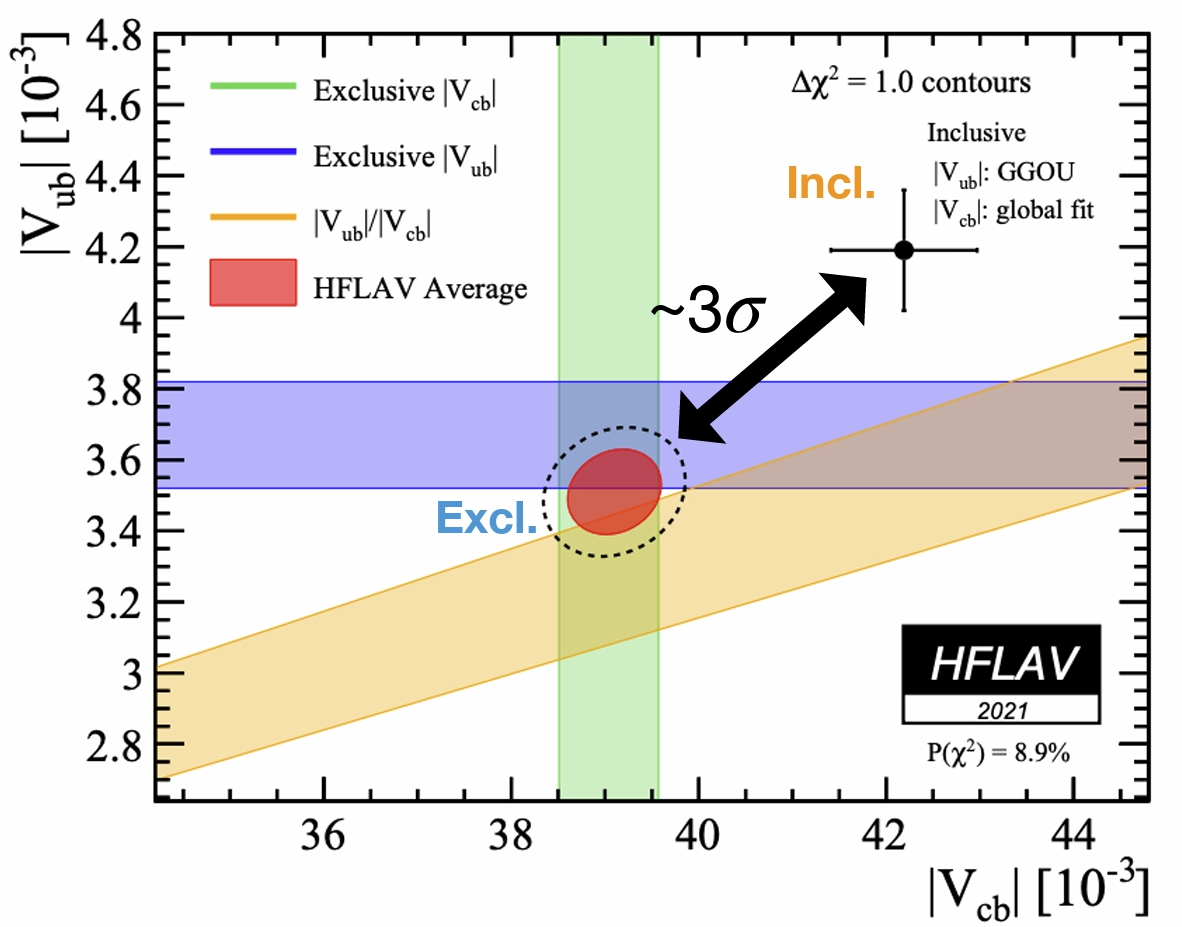 |V_ub| [10^-3]
4.8
4.6
4.4
4.2
4
3.8
3.6
3.4
3.2
3
2.8
Exclusive |V_cb|
Exclusive |V_ub|
|V_ub|/|V_cb|
HFLAV Average
Δχ² = 1.0 contours
Inclusive
|V_ub|: GGOU
|V_cb|: global fit
Incl.
~3σ
Excl.
HFLAV
2021
P(χ²) = 8.9%
36 38 40 42 44
|V_cb| [10^-3]